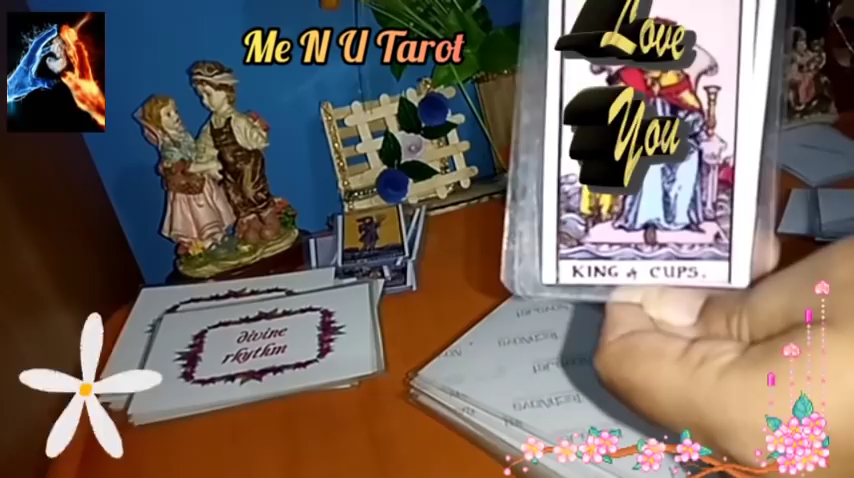 Me N U Tarot
Love
You
KING of CUPS.
divine
rhythm